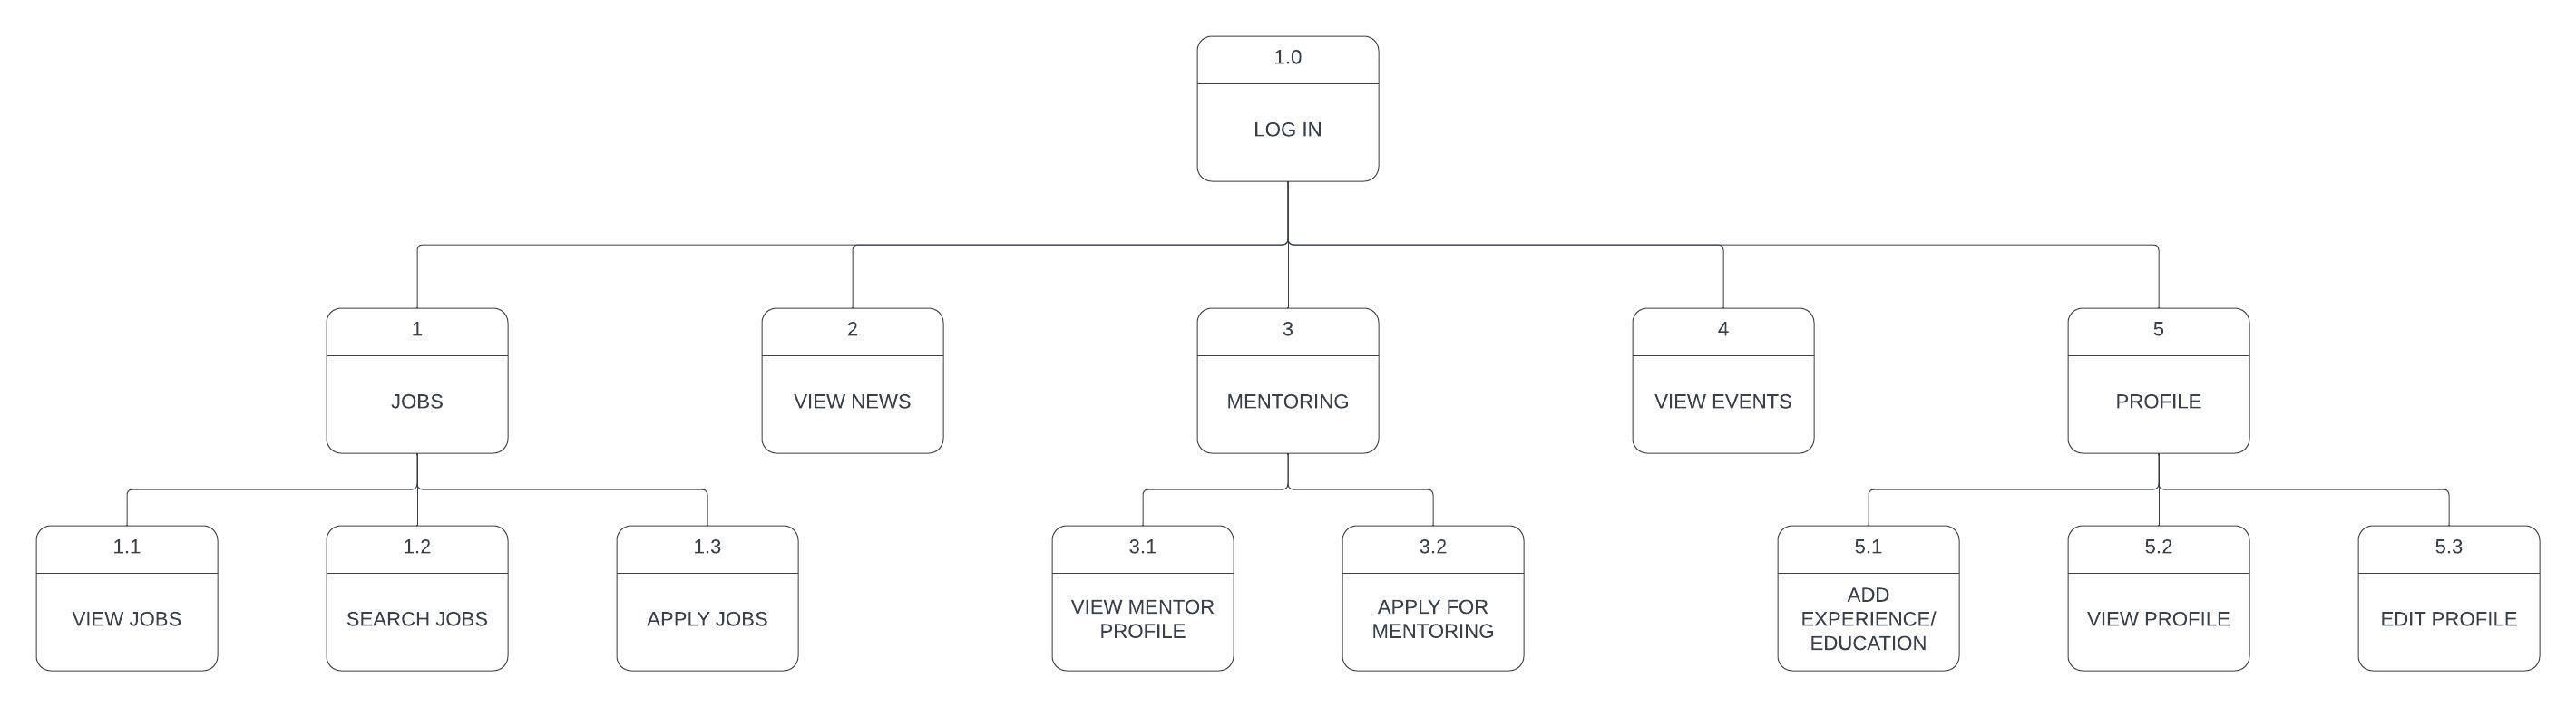 1.0
LOG IN
1
JOBS
2
VIEW NEWS
3
MENTORING
4
VIEW EVENTS
5
PROFILE
1.1
VIEW JOBS
1.2
SEARCH JOBS
1.3
APPLY JOBS
3.1
VIEW MENTOR
PROFILE
3.2
APPLY FOR
MENTORING
5.1
ADD
EXPERIENCE/
EDUCATION
5.2
VIEW PROFILE
5.3
EDIT PROFILE